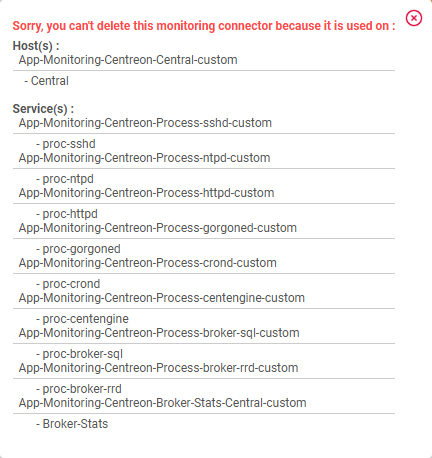 Sorry, you can't delete this monitoring connector because it is used on :
Host(s) :
App-Monitoring-Centreon-Central-custom
- Central
Service(s) :
App-Monitoring-Centreon-Process-sshd-custom
- proc-sshd
App-Monitoring-Centreon-Process-ntpd-custom
- proc-ntpd
App-Monitoring-Centreon-Process-httpd-custom
- proc-httpd
App-Monitoring-Centreon-Process-gorgoned-custom
- proc-gorgoned
App-Monitoring-Centreon-Process-crond-custom
- proc-crond
App-Monitoring-Centreon-Process-centengine-custom
- proc-centengine
App-Monitoring-Centreon-Process-broker-sql-custom
- proc-broker-sql
App-Monitoring-Centreon-Process-broker-rrd-custom
- proc-broker-rrd
App-Monitoring-Centreon-Broker-Stats-Central-custom
- Broker-Stats